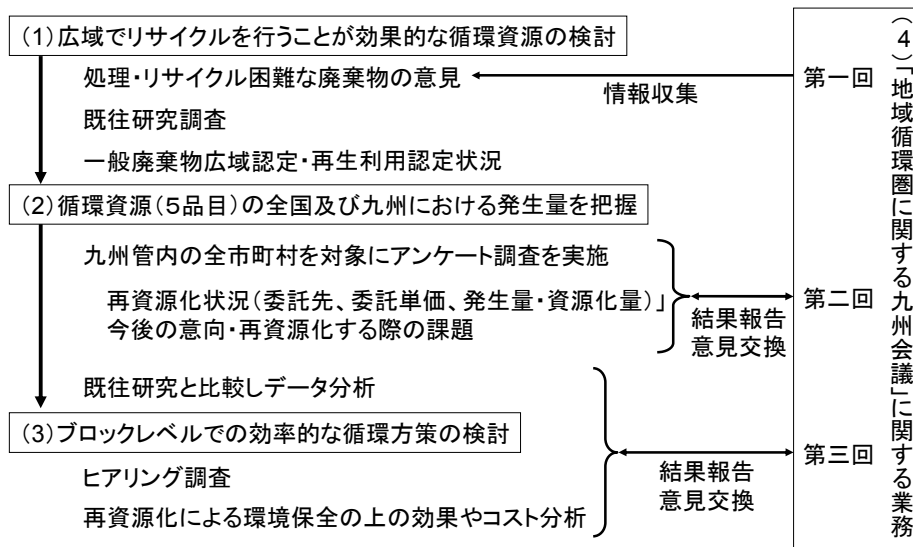 (1)広域でリサイクルを行うことが効果的な循環資源の検討
処理・リサイクル困難な廃棄物の意見
情報収集
第一回
既往研究調査
一般廃棄物広域認定・再生利用認定状況
(2)循環資源(5品目)の全国及び九州における発生量を把握
九州管内の全市町村を対象にアンケート調査を実施
再資源化状況(委託先、委託単価、発生量・資源化量)」
今後の意向・再資源化する際の課題
結果報告
意見交換
第二回
既往研究と比較しデータ分析
(3)ブロックレベルでの効率的な循環方策の検討
ヒアリング調査
再資源化による環境保全の上の効果やコスト分析
結果報告
意見交換
第三回
(4)「地域循環圏に関する九州会議」に関する業務